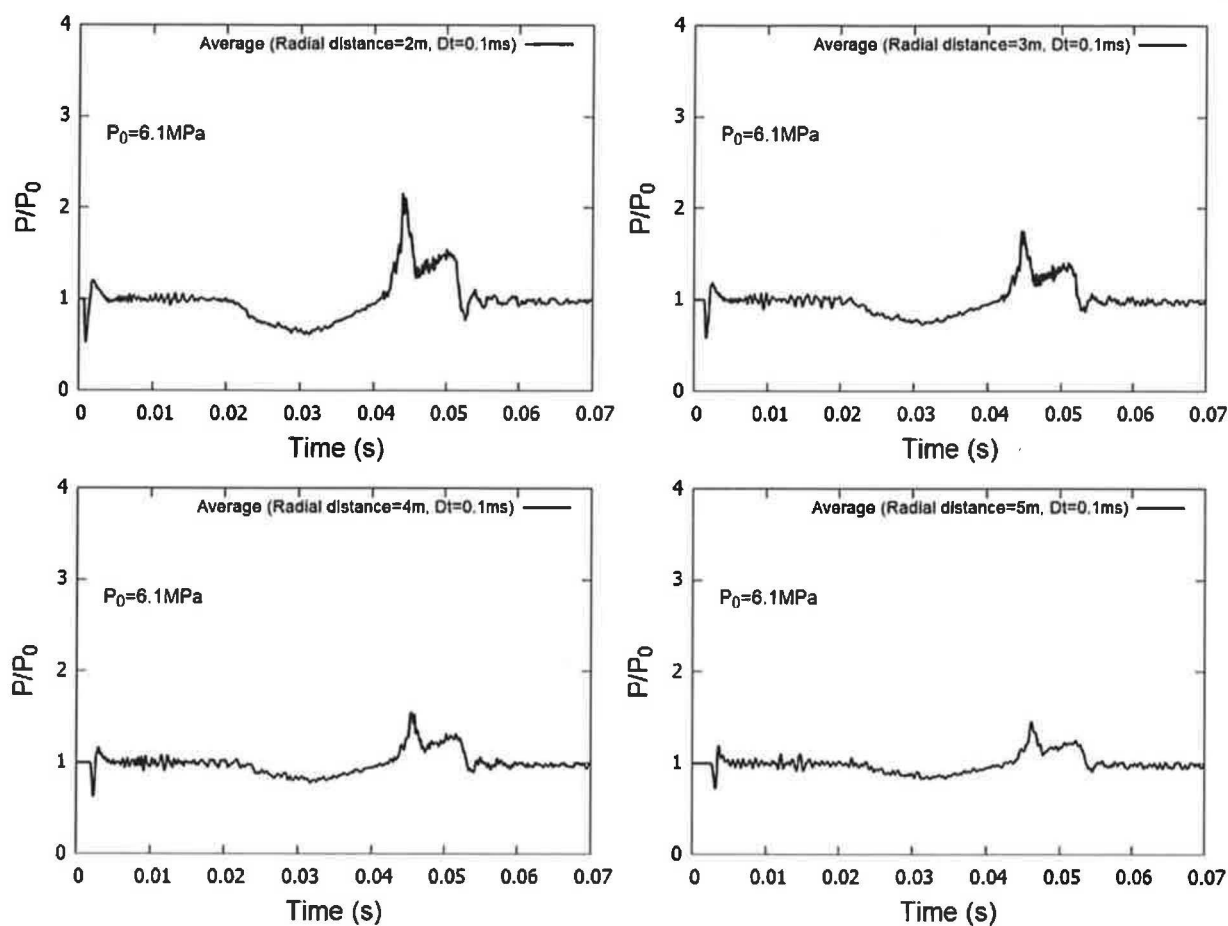 4
Average (Radial distance=2m, Dt=0.1ms)
3
P0=6.1MPa
P/P0
2
1
0
0 0.01 0.02 0.03 0.04 0.05 0.06 0.07
Time (s)
4
Average (Radial distance=3m, Dt=0.1ms)
3
P0=6.1MPa
P/P0
2
1
0
0 0.01 0.02 0.03 0.04 0.05 0.06 0.07
Time (s)
4
Average (Radial distance=4m, Dt=0.1ms)
3
P0=6.1MPa
P/P0
2
1
0
0 0.01 0.02 0.03 0.04 0.05 0.06 0.07
Time (s)
4
Average (Radial distance=5m, Dt=0.1ms)
3
P0=6.1MPa
P/P0
2
1
0
0 0.01 0.02 0.03 0.04 0.05 0.06 0.07
Time (s)